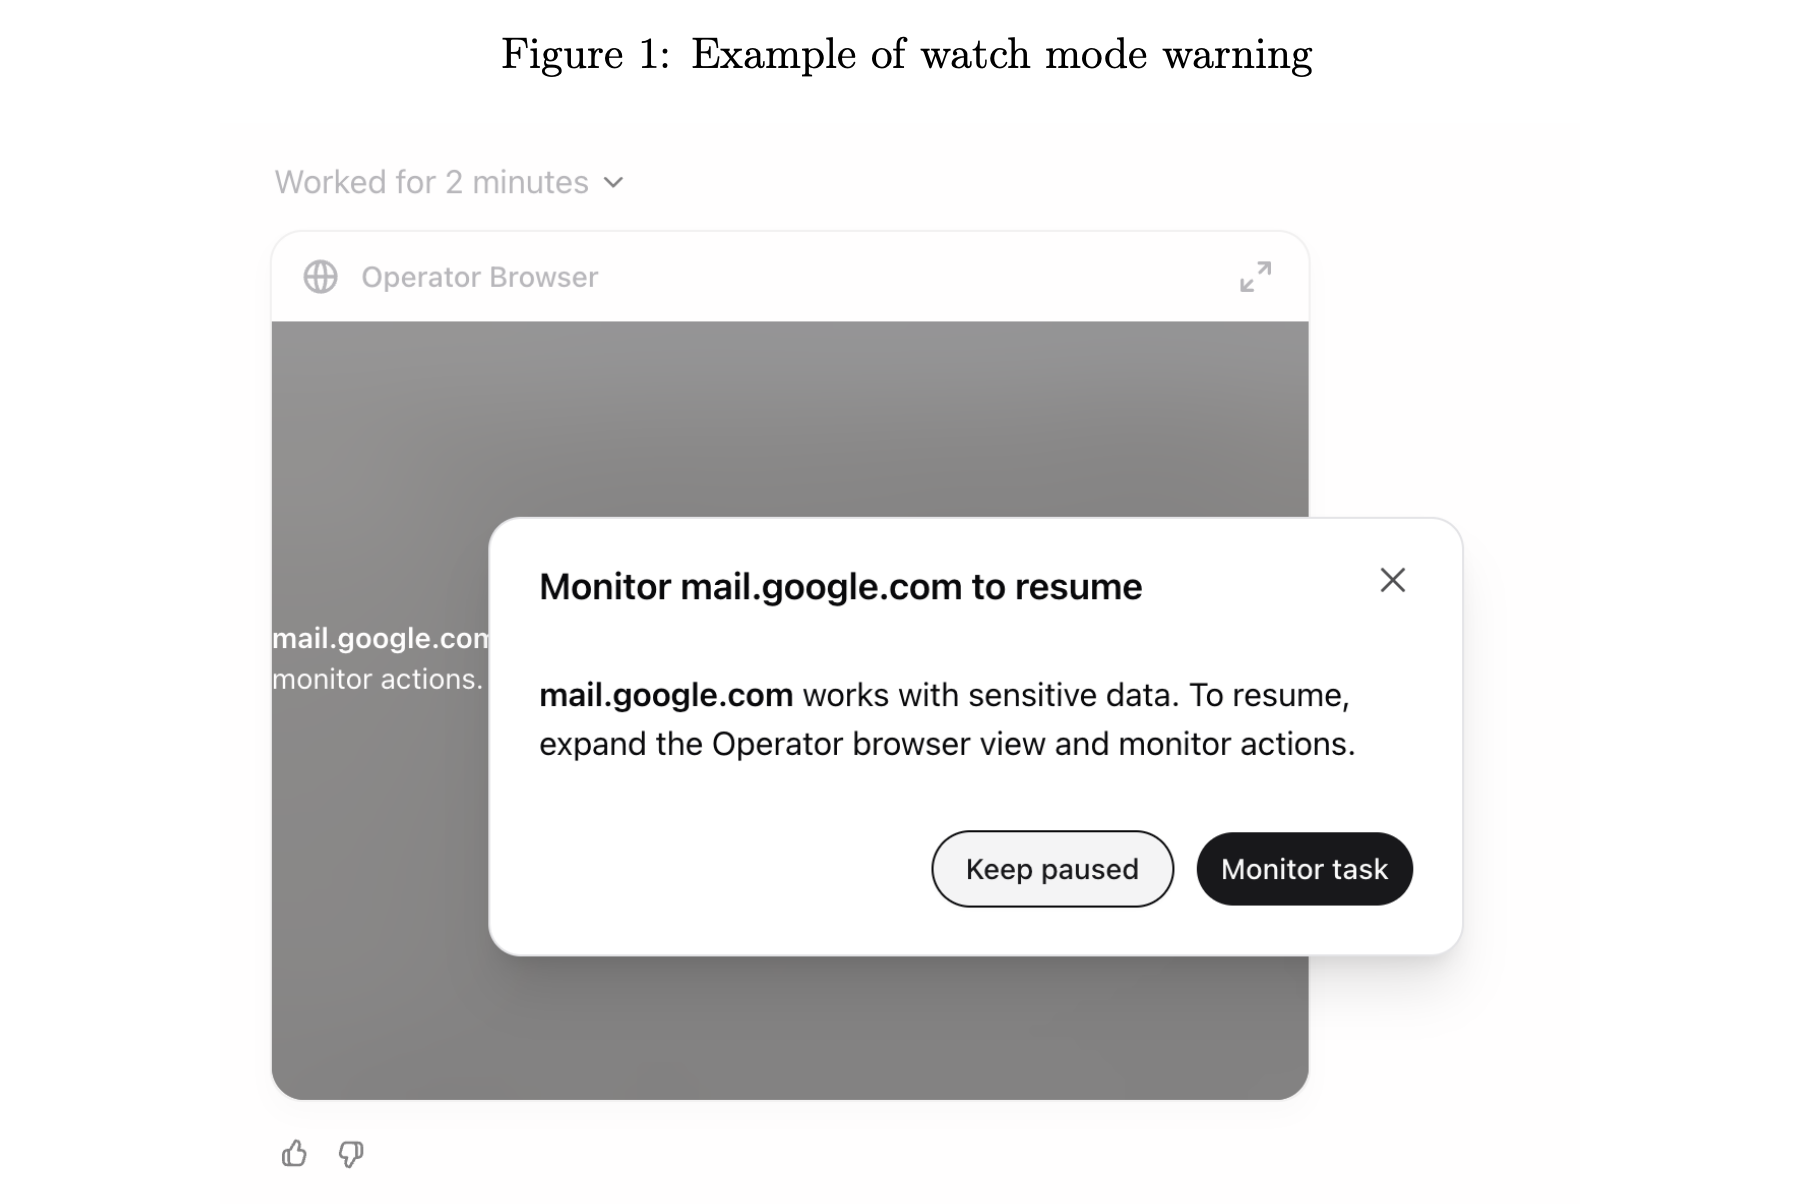 Figure 1: Example of watch mode warning
Worked for 2 minutes
Operator Browser
mail.google.com
monitor actions.
Monitor mail.google.com to resume
mail.google.com works with sensitive data. To resume,
expand the Operator browser view and monitor actions.
Keep paused
Monitor task